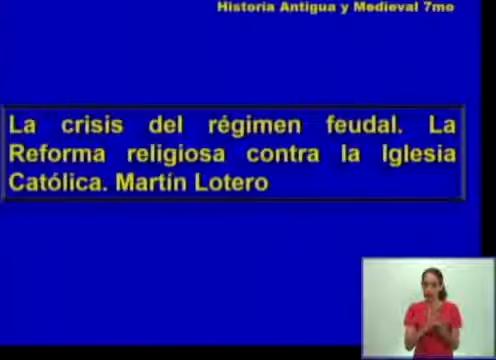 Historia Antigua y Medieval 7mo
La crisis del régimen feudal. La
Reforma religiosa contra la Iglesia
Católica. Martín Lotero